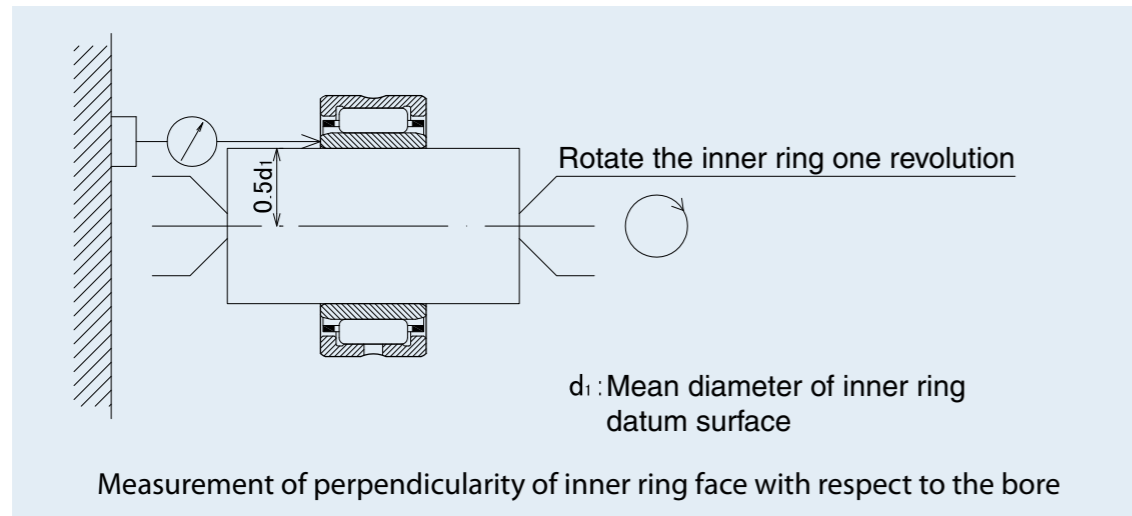 Rotate the inner ring one revolution
0.5d₁
d₁ : Mean diameter of inner ring
datum surface
Measurement of perpendicularity of inner ring face with respect to the bore